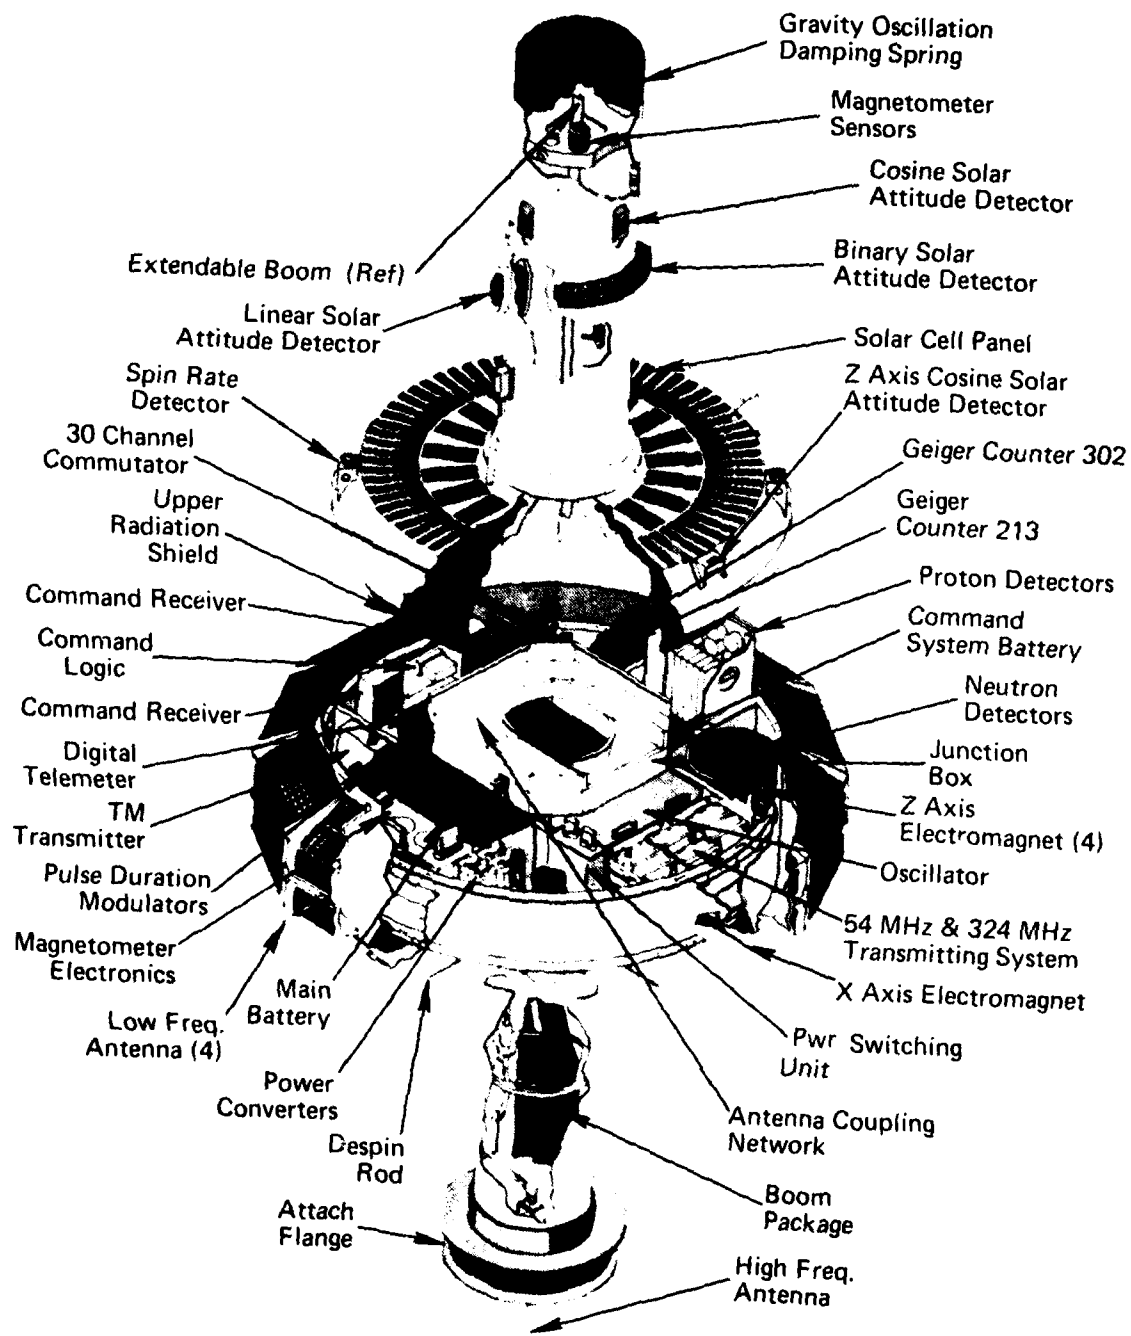 Gravity Oscillation
Damping Spring
Magnetometer
Sensors
Cosine Solar
Attitude Detector
Extendable Boom (Ref)
Binary Solar
Attitude Detector
Linear Solar
Attitude Detector
Solar Cell Panel
Spin Rate
Detector
Z Axis Cosine Solar
Attitude Detector
30 Channel
Commutator
Geiger Counter 302
Upper
Radiation
Shield
Geiger
Counter 213
Command Receiver
Proton Detectors
Command
Logic
Command
System Battery
Command Receiver
Neutron
Detectors
Digital
Telemeter
Junction
Box
TM
Transmitter
Z Axis
Electromagnet (4)
Pulse Duration
Modulators
Oscillator
Magnetometer
Electronics
54 MHz & 324 MHz
Transmitting System
Main
Battery
X Axis Electromagnet
Low Freq.
Antenna (4)
Pwr Switching
Unit
Power
Converters
Antenna Coupling
Network
Despin
Rod
Boom
Package
Attach
Flange
High Freq.
Antenna